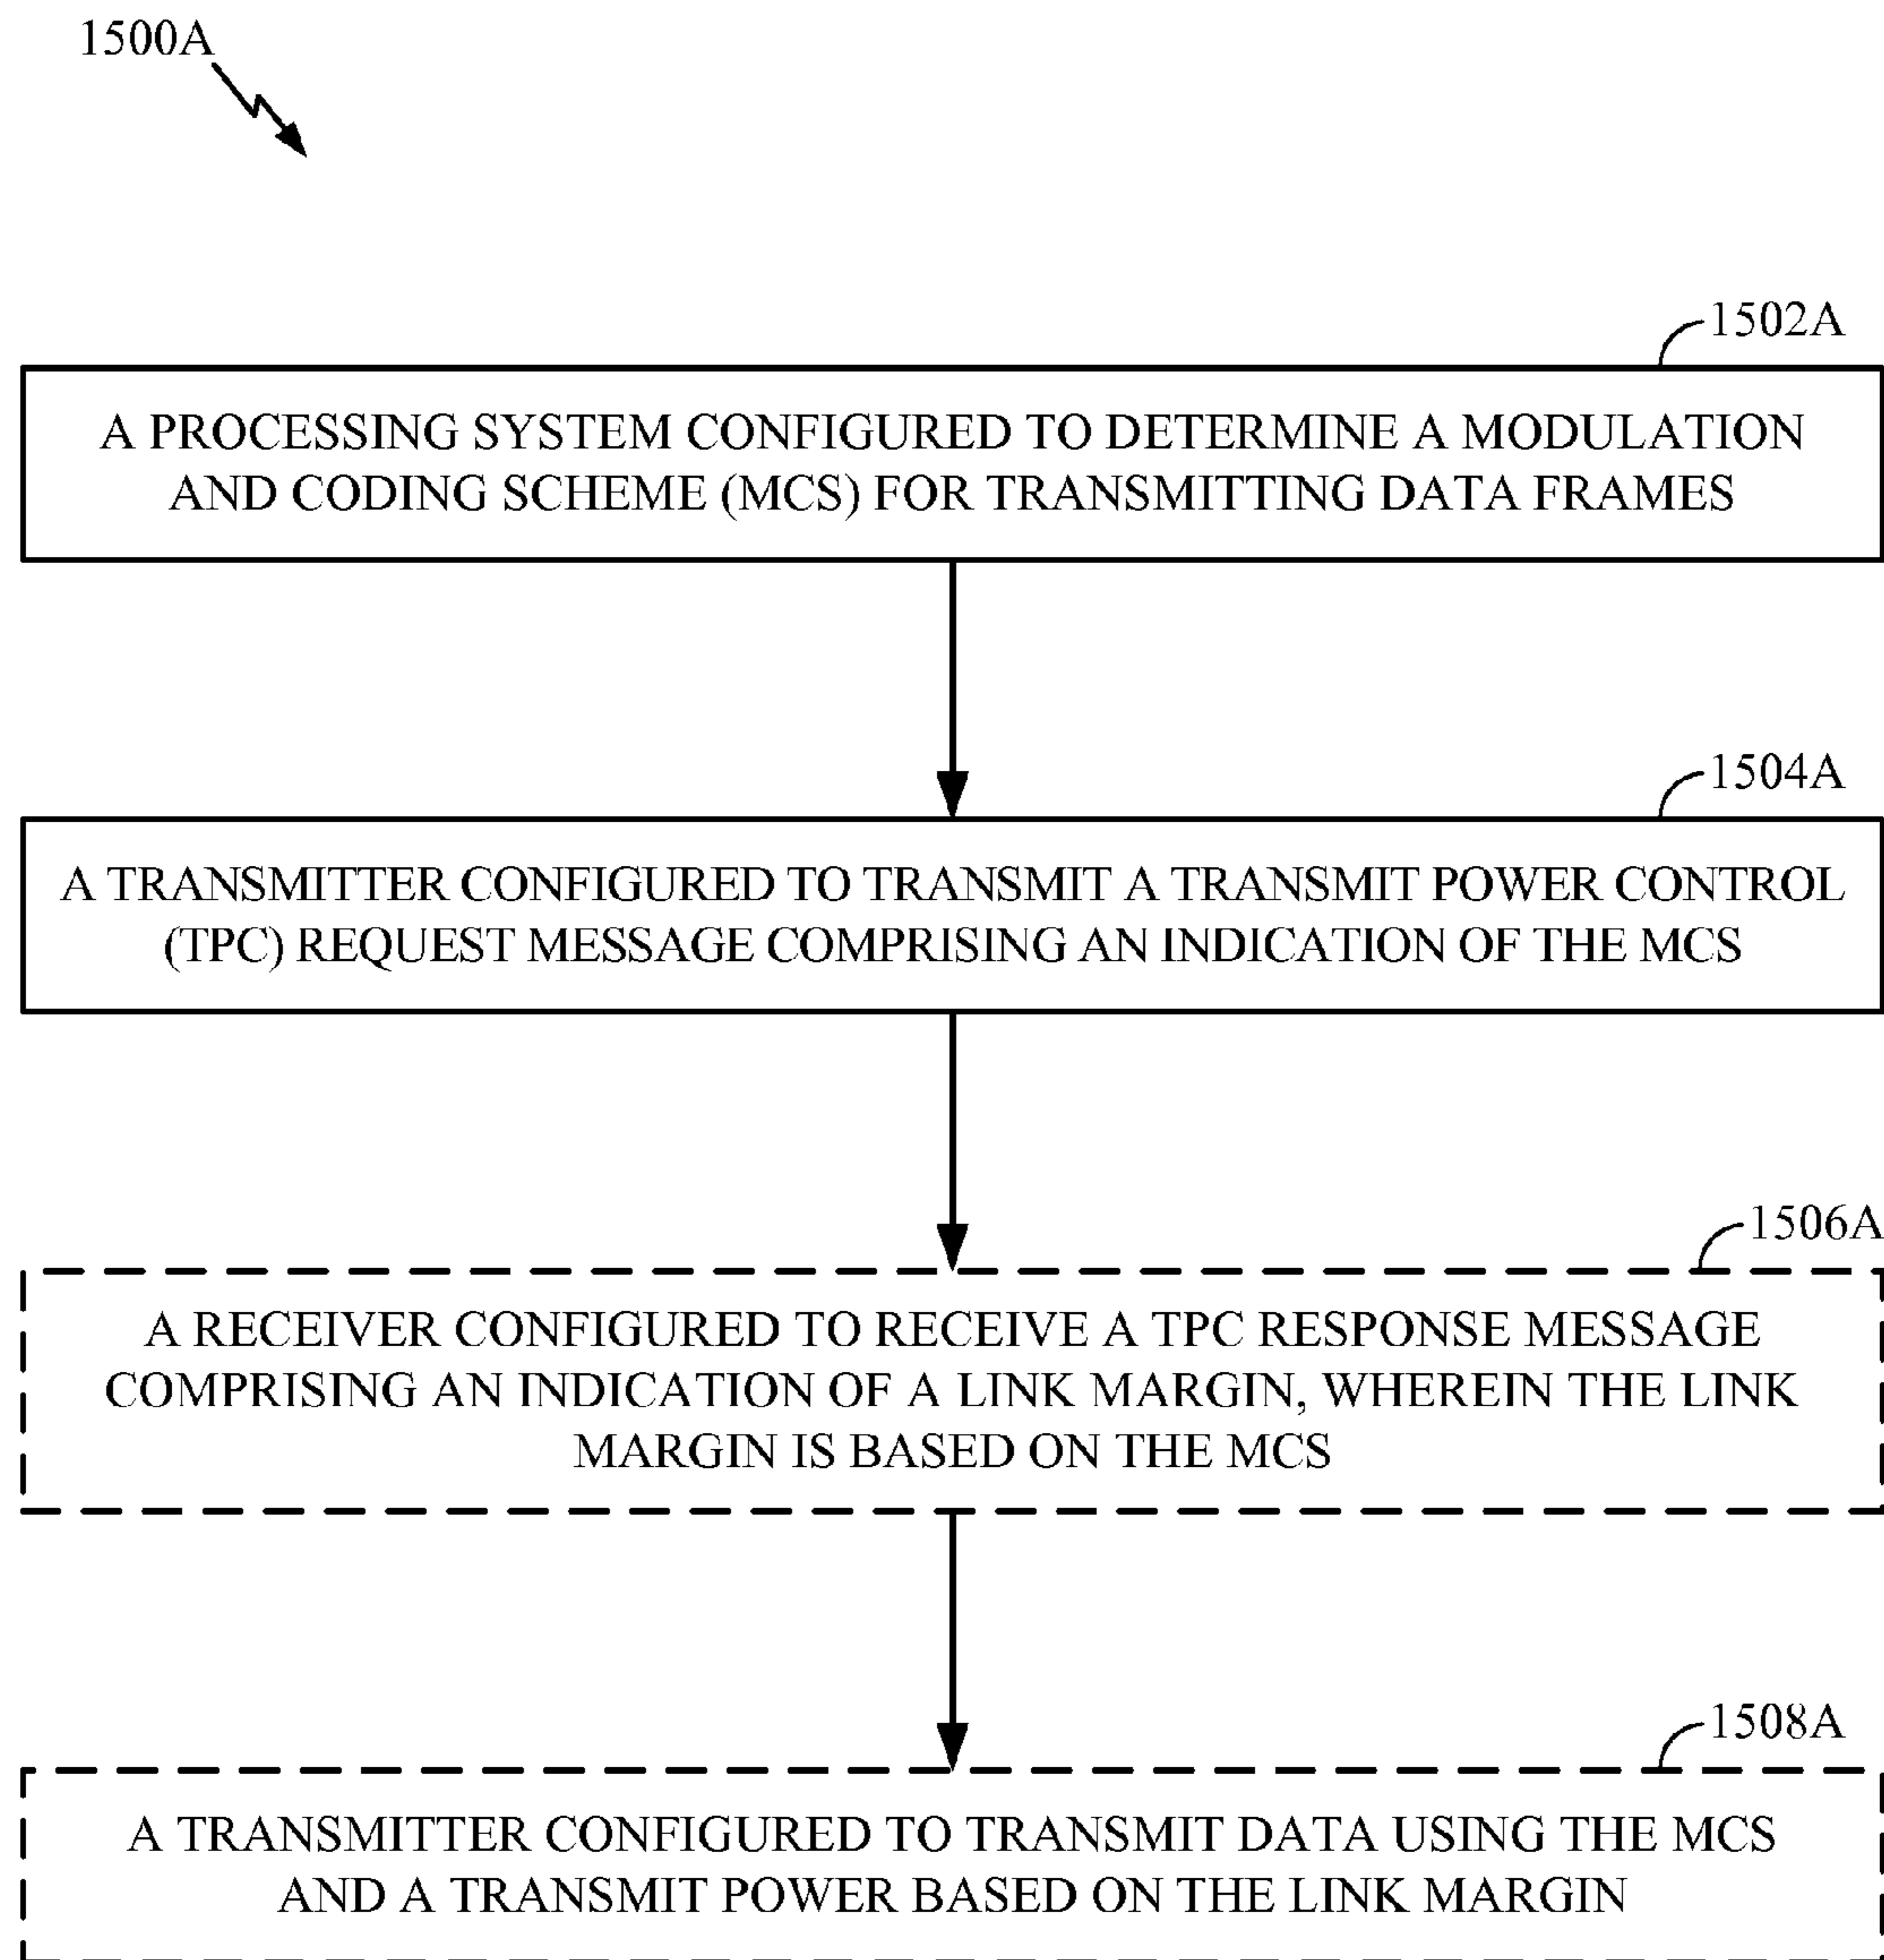 1500A
1502A
A PROCESSING SYSTEM CONFIGURED TO DETERMINE A MODULATION
AND CODING SCHEME (MCS) FOR TRANSMITTING DATA FRAMES
1504A
A TRANSMITTER CONFIGURED TO TRANSMIT A TRANSMIT POWER CONTROL
(TPC) REQUEST MESSAGE COMPRISING AN INDICATION OF THE MCS
1506A
A RECEIVER CONFIGURED TO RECEIVE A TPC RESPONSE MESSAGE
COMPRISING AN INDICATION OF A LINK MARGIN, WHEREIN THE LINK
MARGIN IS BASED ON THE MCS
1508A
A TRANSMITTER CONFIGURED TO TRANSMIT DATA USING THE MCS
AND A TRANSMIT POWER BASED ON THE LINK MARGIN